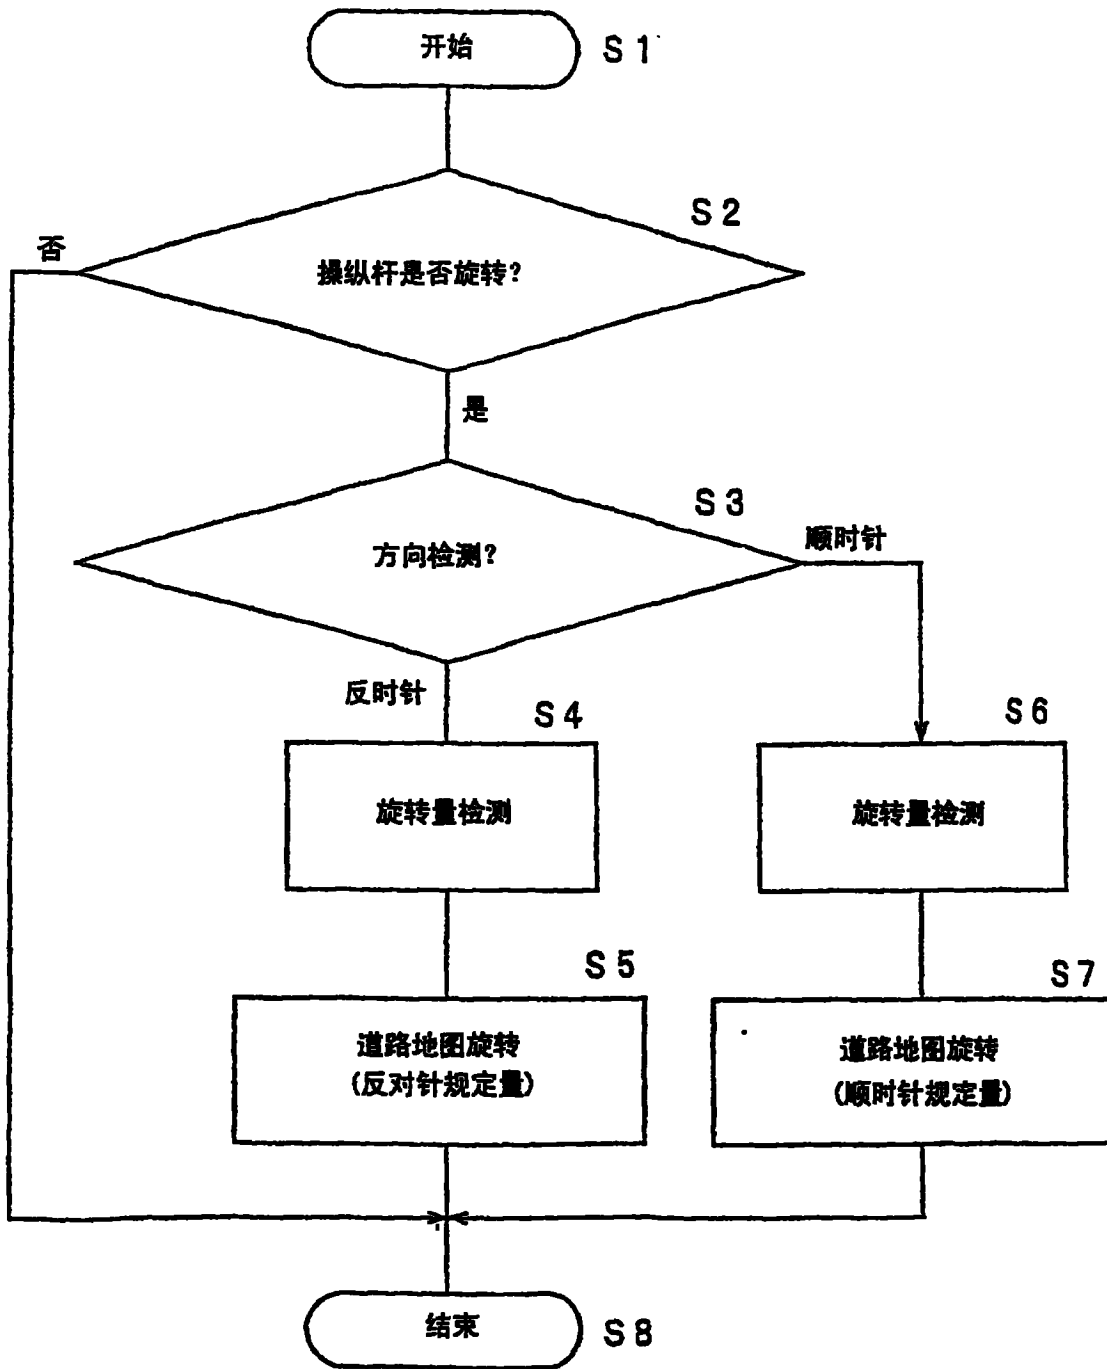 开始
S1
S2
否
操纵杆是否旋转?
是
S3
顺时针
方向检测?
反时针
S4
S6
旋转量检测
旋转量检测
S5
S7
道路地图旋转
(反对针规定量)
道路地图旋转
(顺时针规定量)
结束
S8